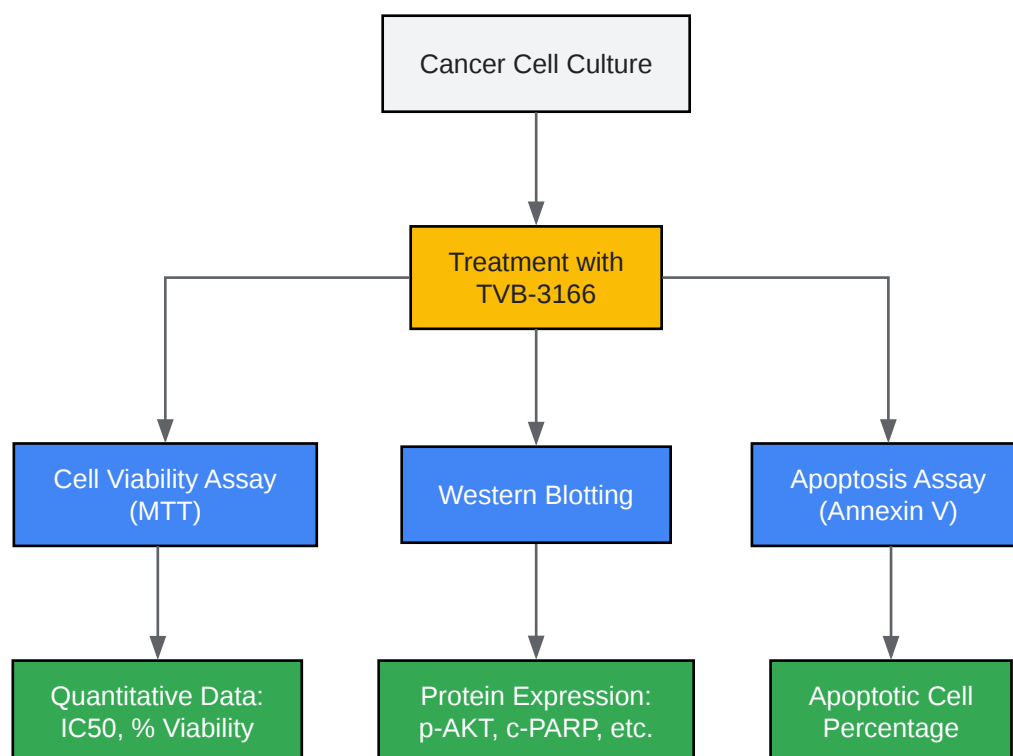 Cancer Cell Culture
Treatment with
TVB-3166
Cell Viability Assay
(MTT)
Western Blotting
Apoptosis Assay
(Annexin V)
Quantitative Data:
IC50, % Viability
Protein Expression:
p-AKT, c-PARP, etc.
Apoptotic Cell
Percentage